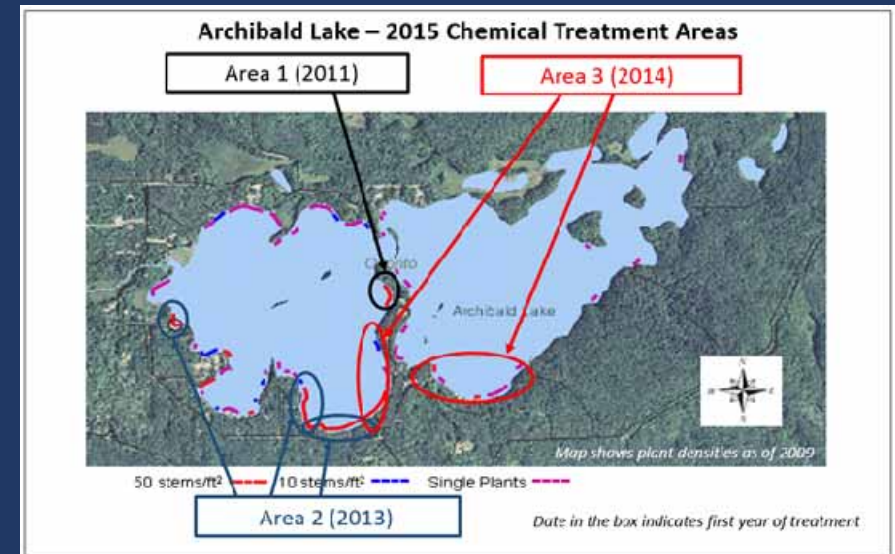 Archibald Lake – 2015 Chemical Treatment Areas
Area 1 (2011)
Area 3 (2014)
Archibald Lake
N
W
E
S
Map shows plant densities as of 2009
50 stems/ft² 10 stems/ft² Single Plants
Area 2 (2013)
Date in the box indicates first year of treatment